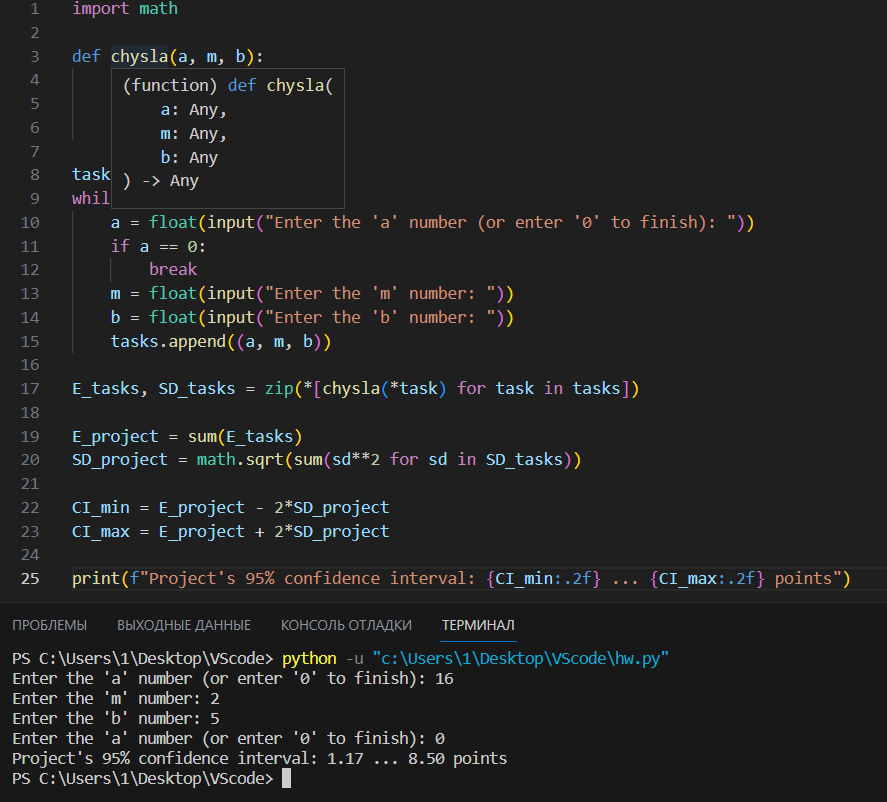 1 import math
2
3 def chysla(a, m, b):
4 (function) def chysla(
5 a: Any,
6 m: Any,
7 b: Any
8 task ) -> Any
9 whil
10 a = float(input("Enter the 'a' number (or enter '0' to finish): "))
11 if a == 0:
12 break
13 m = float(input("Enter the 'm' number: "))
14 b = float(input("Enter the 'b' number: "))
15 tasks.append((a, m, b))
16
17 E_tasks, SD_tasks = zip(*[chysla(*task) for task in tasks])
18
19 E_project = sum(E_tasks)
20 SD_project = math.sqrt(sum(sd**2 for sd in SD_tasks))
21
22 CI_min = E_project - 2*SD_project
23 CI_max = E_project + 2*SD_project
24
25 print(f"Project's 95% confidence interval: {CI_min:.2f} ... {CI_max:.2f} points")
ПРОБЛЕМЫ ВЫХОДНЫЕ ДАННЫЕ КОНСОЛЬ ОТЛАДКИ ТЕРМИНАЛ
PS C:\Users\1\Desktop\VScode> python -u "c:\Users\1\Desktop\VScode\hw.py"
Enter the 'a' number (or enter '0' to finish): 16
Enter the 'm' number: 2
Enter the 'b' number: 5
Enter the 'a' number (or enter '0' to finish): 0
Project's 95% confidence interval: 1.17 ... 8.50 points
PS C:\Users\1\Desktop\VScode>